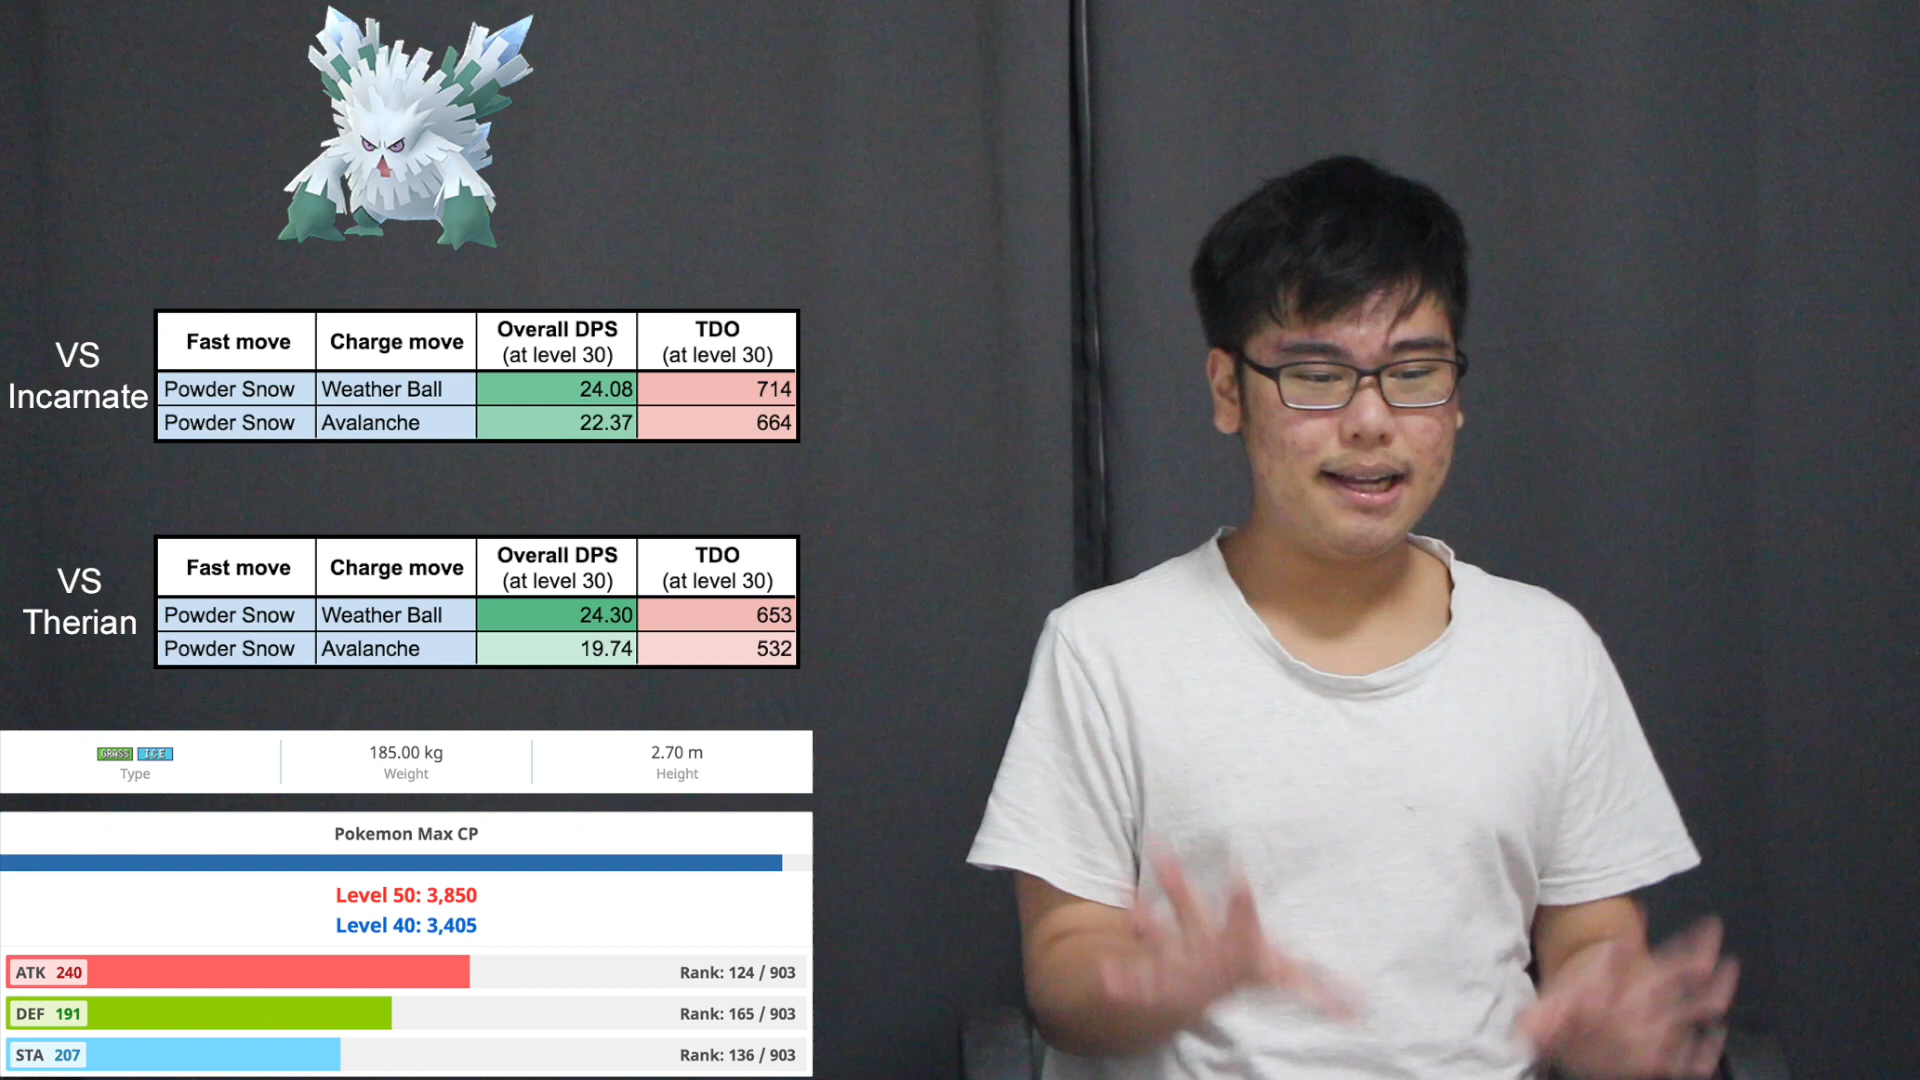 VS
Incarnate
Fast move Charge move Overall DPS (at level 30) TDO (at level 30)
Powder Snow Weather Ball 24.08 714
Powder Snow Avalanche 22.37 664
VS
Therian
Fast move Charge move Overall DPS (at level 30) TDO (at level 30)
Powder Snow Weather Ball 24.30 653
Powder Snow Avalanche 19.74 532
GRASS ICE 185.00 kg 2.70 m
Type Weight Height
Pokemon Max CP
Level 50: 3,850
Level 40: 3,405
ATK 240 Rank: 124 / 903
DEF 191 Rank: 165 / 903
STA 207 Rank: 136 / 903